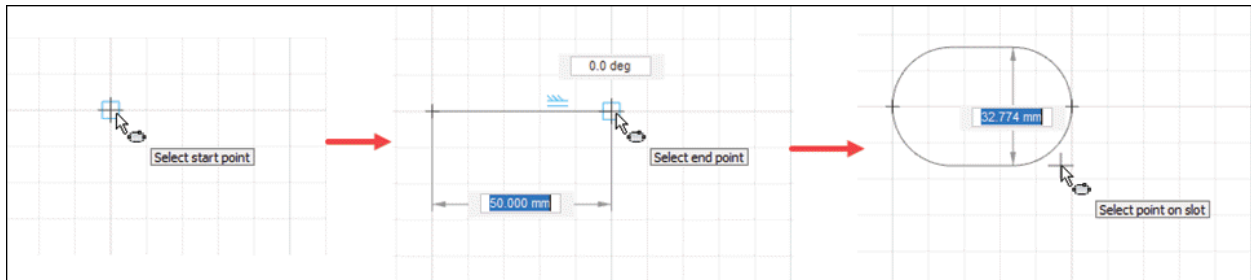 Select start point
0.0 deg
Select end point
50.000 mm
32.774 mm
Select point on slot